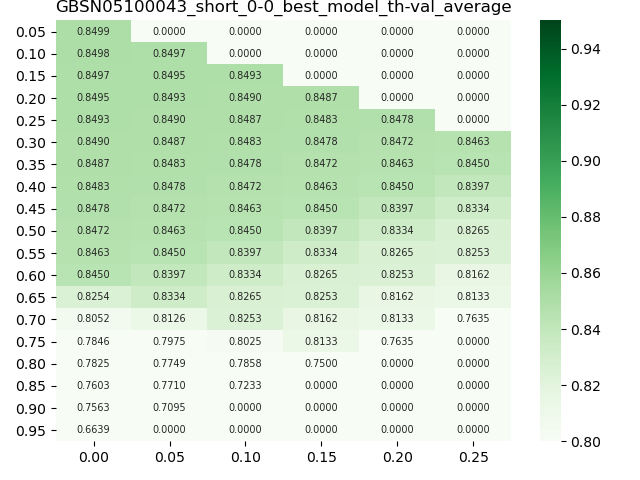 GBSN05100043_short_0-0_best_model_th-val_average
0.05 0.8499 0.0000 0.0000 0.0000 0.0000 0.0000
0.10 0.8498 0.8497 0.0000 0.0000 0.0000 0.0000
0.15 0.8497 0.8495 0.8493 0.0000 0.0000 0.0000
0.20 0.8495 0.8493 0.8490 0.8487 0.0000 0.0000
0.25 0.8493 0.8490 0.8487 0.8483 0.8478 0.0000
0.30 0.8490 0.8487 0.8483 0.8478 0.8472 0.8463
0.35 0.8487 0.8483 0.8478 0.8472 0.8463 0.8450
0.40 0.8483 0.8478 0.8472 0.8463 0.8450 0.8397
0.45 0.8478 0.8472 0.8463 0.8450 0.8397 0.8334
0.50 0.8472 0.8463 0.8450 0.8397 0.8334 0.8265
0.55 0.8463 0.8450 0.8397 0.8334 0.8265 0.8253
0.60 0.8450 0.8397 0.8334 0.8265 0.8253 0.8162
0.65 0.8254 0.8334 0.8265 0.8253 0.8162 0.8133
0.70 0.8052 0.8126 0.8253 0.8162 0.8133 0.7635
0.75 0.7846 0.7975 0.8025 0.8133 0.7635 0.0000
0.80 0.7825 0.7749 0.7858 0.7500 0.0000 0.0000
0.85 0.7603 0.7710 0.7233 0.0000 0.0000 0.0000
0.90 0.7563 0.7095 0.0000 0.0000 0.0000 0.0000
0.95 0.6639 0.0000 0.0000 0.0000 0.0000 0.0000
0.00 0.05 0.10 0.15 0.20 0.25
0.94
0.92
0.90
0.88
0.86
0.84
0.82
0.80